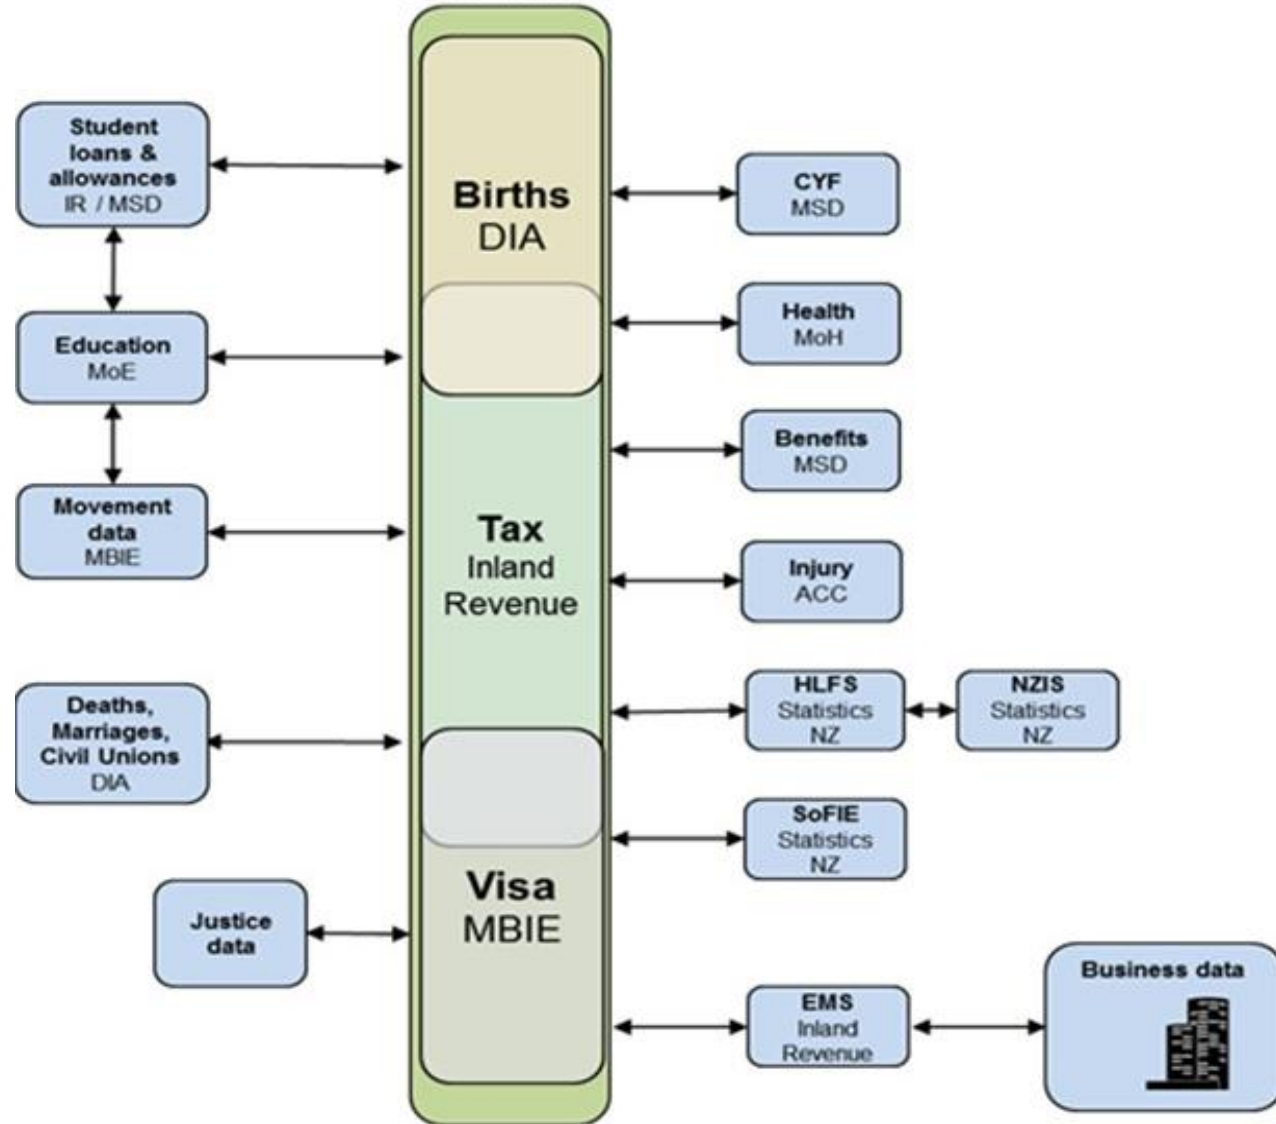 Student
loans &
allowances
IR / MSD
Education
MoE
Movement
data
MBIE
Deaths,
Marriages,
Civil Unions
DIA
Justice
data
Births
DIA
Tax
Inland
Revenue
Visa
MBIE
CYF
MSD
Health
MoH
Benefits
MSD
Injury
ACC
HLFS
Statistics
NZ
NZIS
Statistics
NZ
SoFIE
Statistics
NZ
EMS
Inland
Revenue
Business data